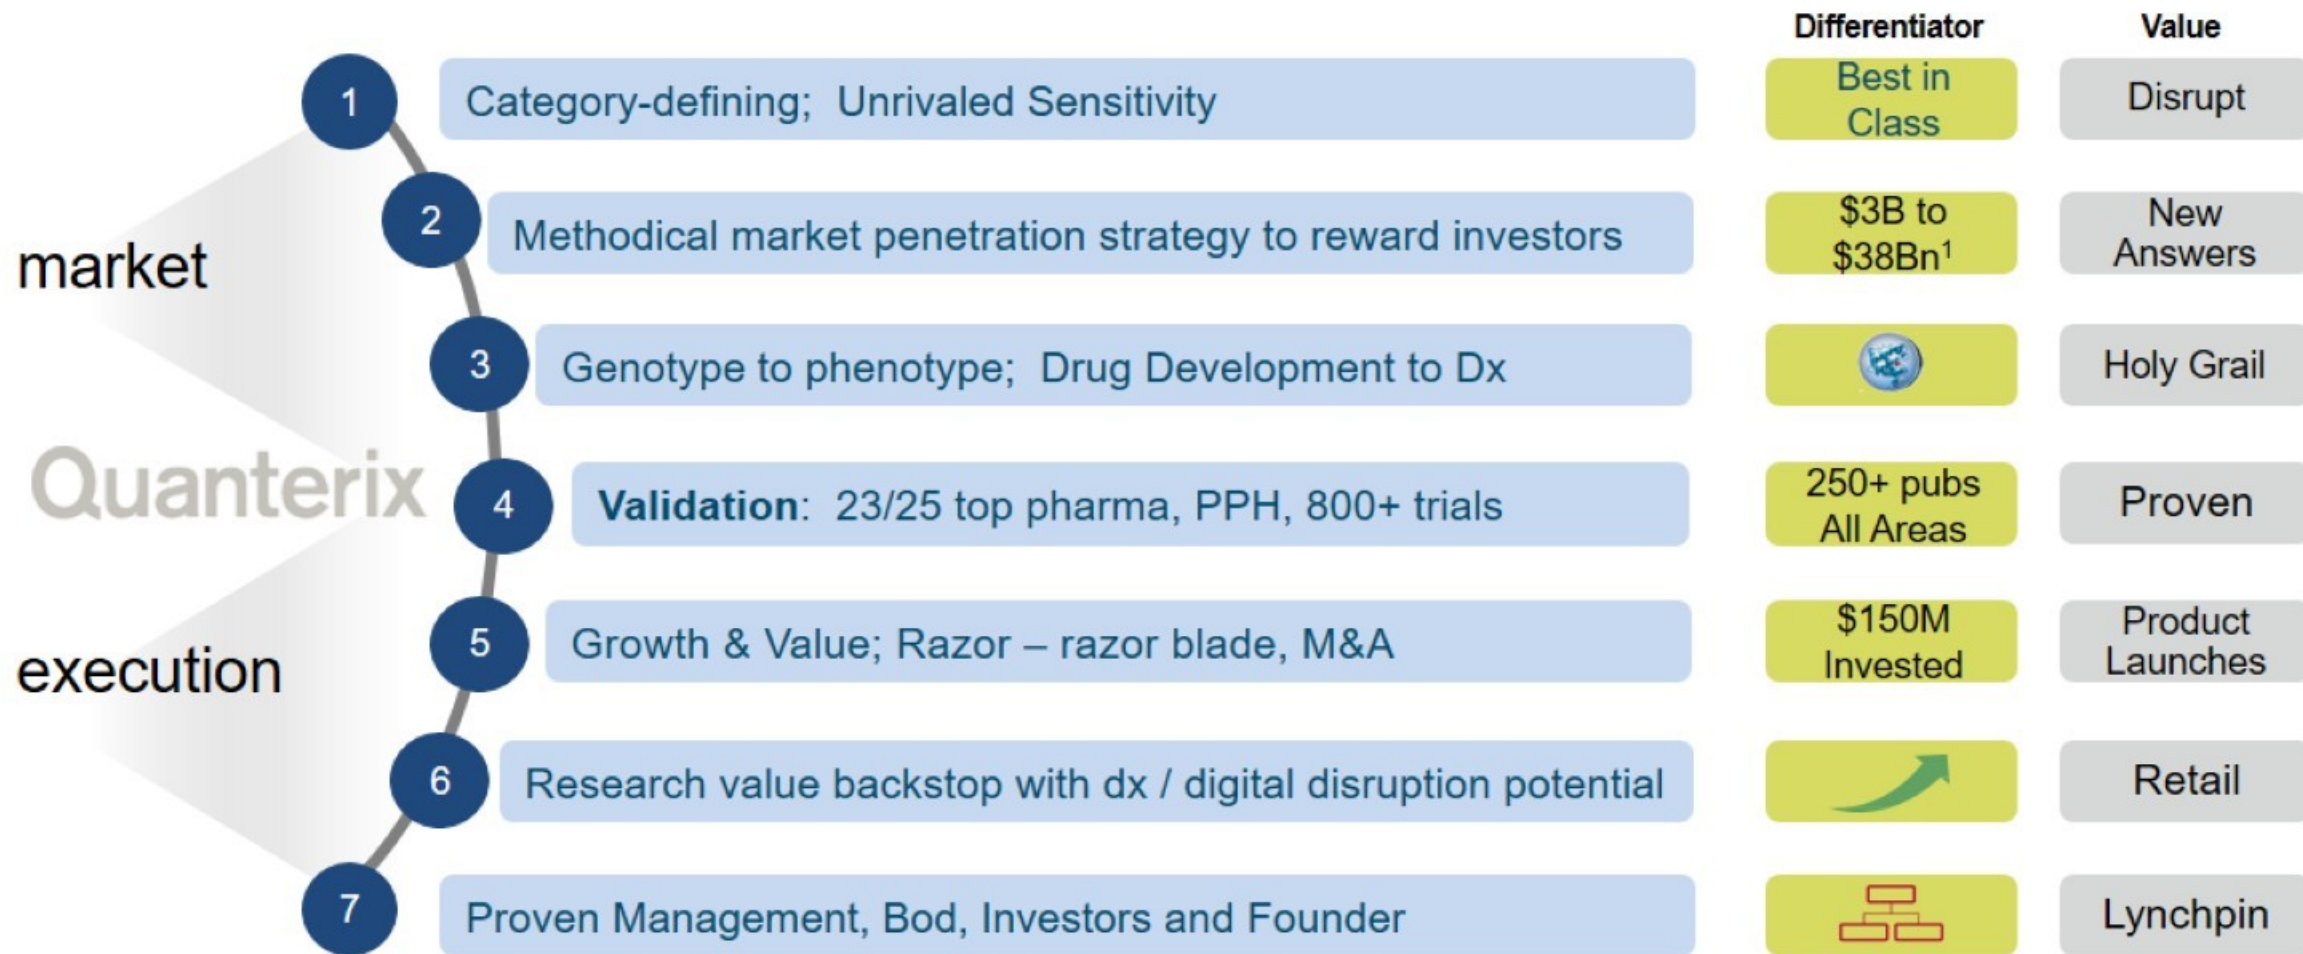 Differentiator Value
1 Category-defining; Unrivaled Sensitivity
Best in
Class
Disrupt
2 Methodical market penetration strategy to reward investors
$3B to
$38Bn¹
New
Answers
market
3 Genotype to phenotype; Drug Development to Dx
Holy Grail
Quanterix
4 Validation: 23/25 top pharma, PPH, 800+ trials
250+ pubs
All Areas
Proven
5 Growth & Value; Razor – razor blade, M&A
$150M
Invested
Product
Launches
execution
6 Research value backstop with dx / digital disruption potential
Retail
7 Proven Management, Bod, Investors and Founder
Lynchpin